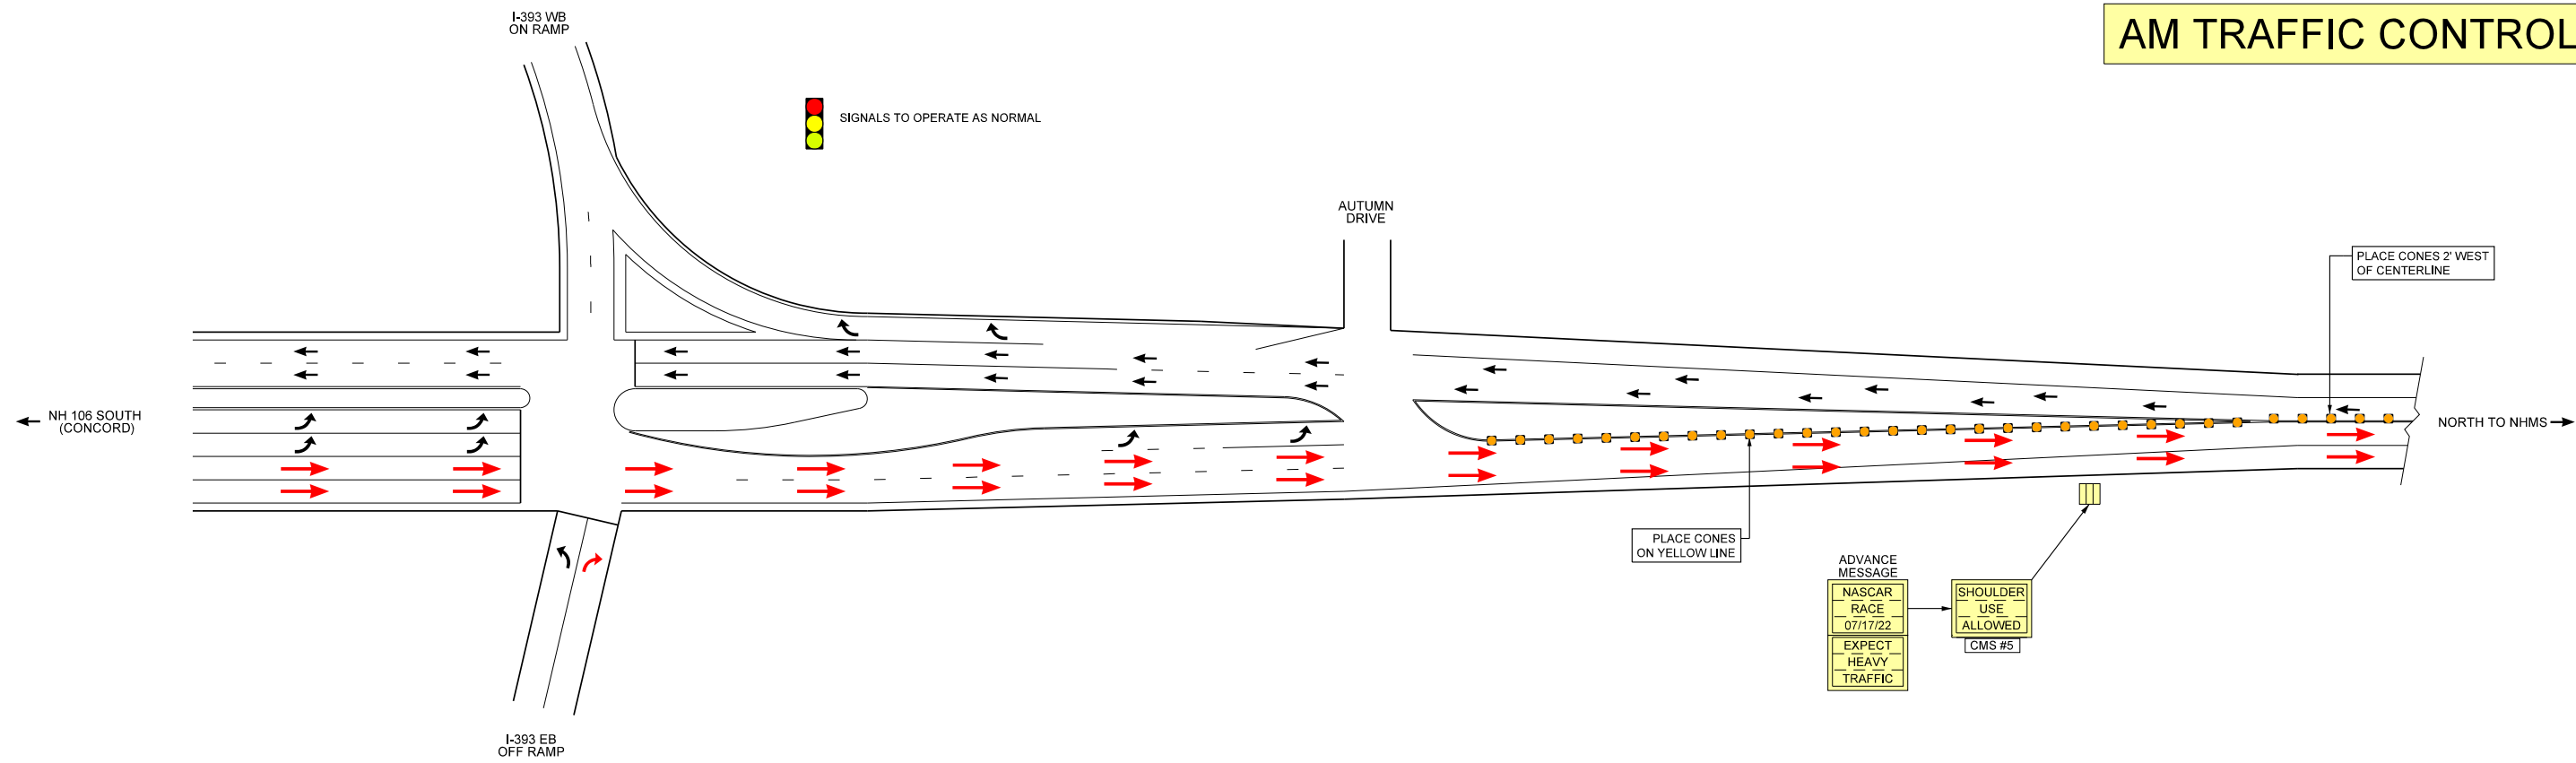 I-393 WB
ON RAMP
AM TRAFFIC CONTROL
SIGNALS TO OPERATE AS NORMAL
AUTUMN
DRIVE
PLACE CONES 2' WEST
OF CENTERLINE
NH 106 SOUTH
(CONCORD)
NORTH TO NHMS
PLACE CONES
ON YELLOW LINE
ADVANCE
MESSAGE
NASCAR
RACE
07/17/22
EXPECT
HEAVY
TRAFFIC
SHOULDER
USE
ALLOWED
CMS #5
I-393 EB
OFF RAMP